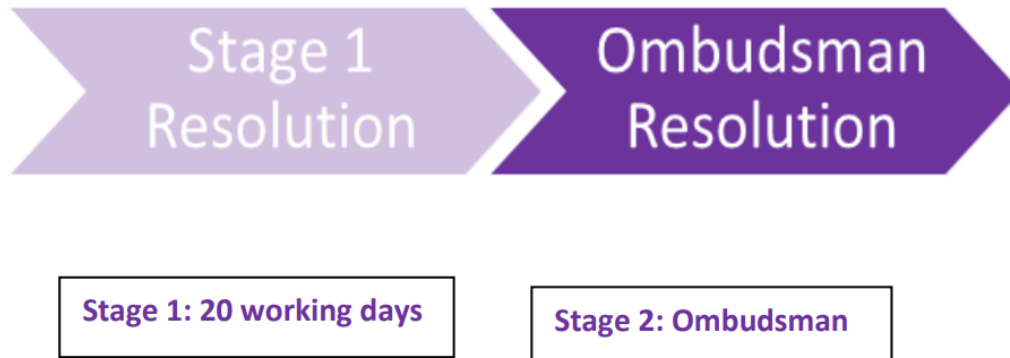 Stage 1
Resolution
Ombudsman
Resolution
Stage 1: 20 working days
Stage 2: Ombudsman